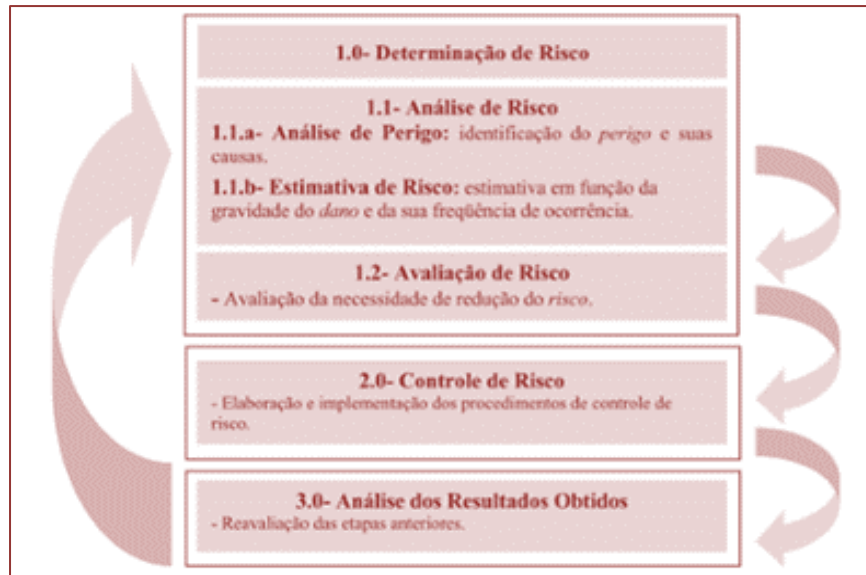 1.0- Determinação de Risco
1.1- Análise de Risco
1.1.a- Análise de Perigo: identificação do perigo e suas
causas.
1.1.b- Estimativa de Risco: estimativa em função da
gravidade do dano e da sua freqüência de ocorrência.
1.2- Avaliação de Risco
- Avaliação da necessidade de redução do risco.
2.0- Controle de Risco
- Elaboração e implementação dos procedimentos de controle de
risco.
3.0- Análise dos Resultados Obtidos
- Reavaliação das etapas anteriores.